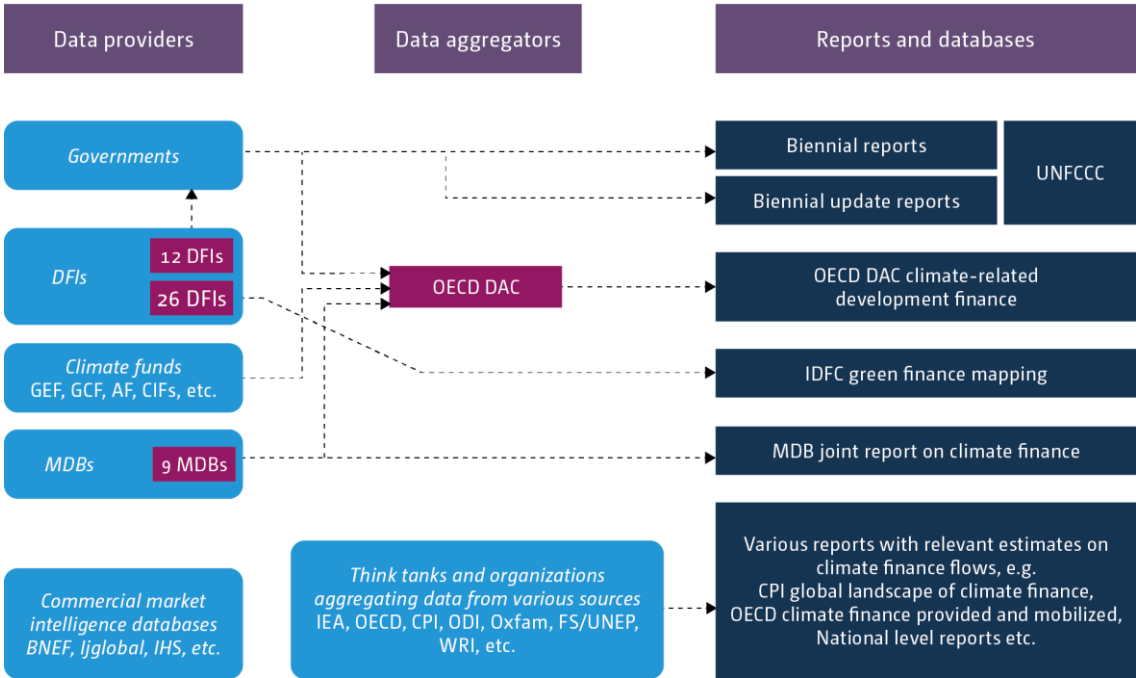 Data providers
Data aggregators
Reports and databases
Governments
Biennial reports
Biennial update reports
UNFCCC
DFIs
12 DFIs
26 DFIs
OECD DAC
OECD DAC climate-related
development finance
Climate funds
GEF, GCF, AF, CIFs, etc.
IDFC green finance mapping
MDBs
9 MDBs
MDB joint report on climate finance
Commercial market
intelligence databases
BNEF, Ijglobal, IHS, etc.
Think tanks and organizations
aggregating data from various sources
IEA, OECD, CPI, ODI, Oxfam, FS/UNEP,
WRI, etc.
Various reports with relevant estimates on
climate finance flows, e.g.
CPI global landscape of climate finance,
OECD climate finance provided and mobilized,
National level reports etc.